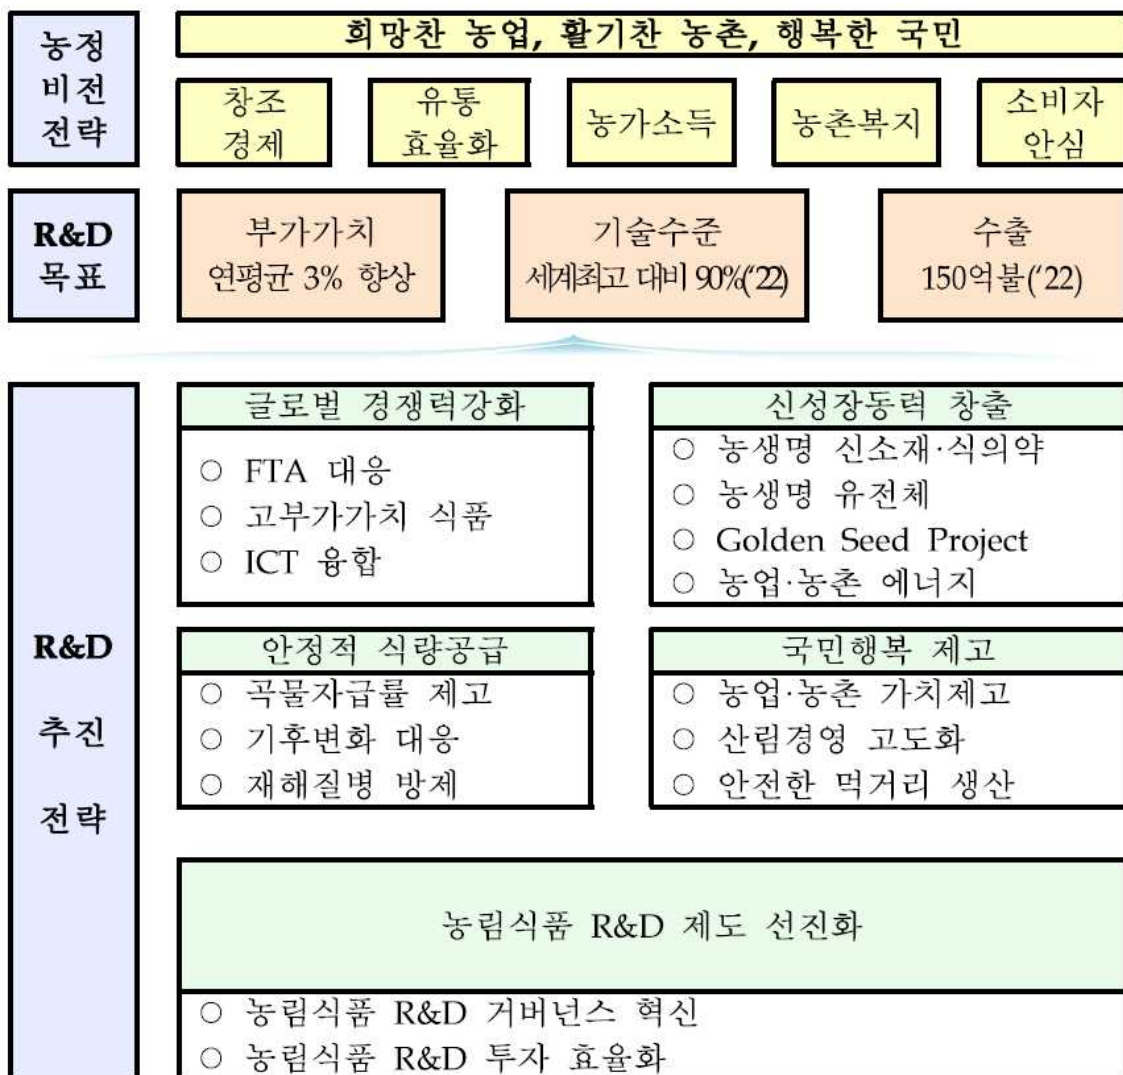 농정
비전
전략
희망찬 농업, 활기찬 농촌, 행복한 국민
창조
경제
유통
효율화
농가소득
농촌복지
소비자
안심
R&D
목표
부가가치
연평균 3% 향상
기술수준
세계최고 대비 90%('22)
수출
150억불('22)
R&D
추진
전략
글로벌 경쟁력강화
○ FTA 대응
○ 고부가가치 식품
○ ICT 융합
신성장동력 창출
○ 농생명 신소재·식의약
○ 농생명 유전체
○ Golden Seed Project
○ 농업·농촌 에너지
안정적 식량공급
○ 곡물자급률 제고
○ 기후변화 대응
○ 재해질병 방제
국민행복 제고
○ 농업·농촌 가치제고
○ 산림경영 고도화
○ 안전한 먹거리 생산
농림식품 R&D 제도 선진화
○ 농림식품 R&D 거버넌스 혁신
○ 농림식품 R&D 투자 효율화